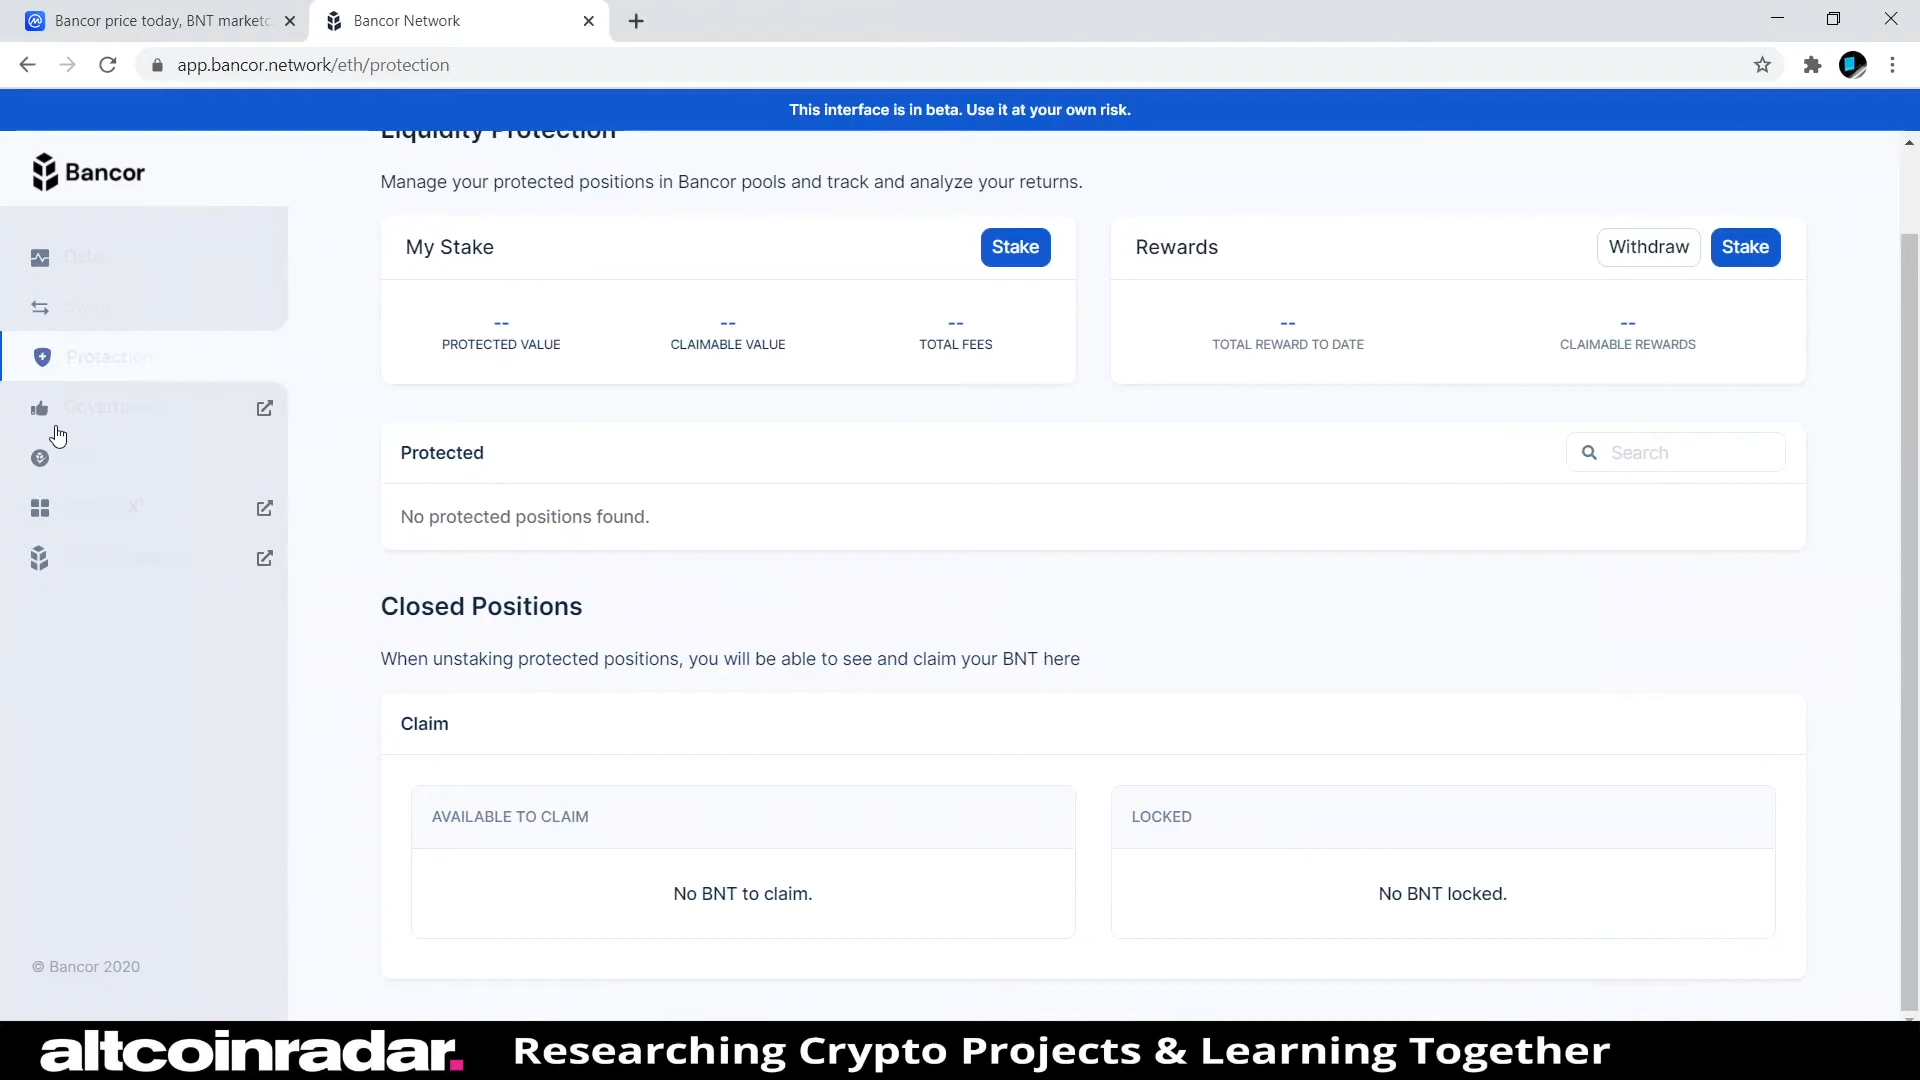 Bancor price today, BNT marketc
Bancor Network
app.bancor.network/eth/protection
This interface is in beta. Use it at your own risk.
Liquidity Protection
Bancor
Manage your protected positions in Bancor pools and track and analyze your returns.
My Stake
Stake
Rewards
Withdraw
Stake
Data
--
PROTECTED VALUE
--
CLAIMABLE VALUE
--
TOTAL FEES
--
TOTAL REWARD TO DATE
--
CLAIMABLE REWARDS
Protection
Protected
Search
No protected positions found.
Closed Positions
When unstaking protected positions, you will be able to see and claim your BNT here
Claim
AVAILABLE TO CLAIM
LOCKED
No BNT to claim.
No BNT locked.
© Bancor 2020
altcoinradar.
Researching Crypto Projects & Learning Together